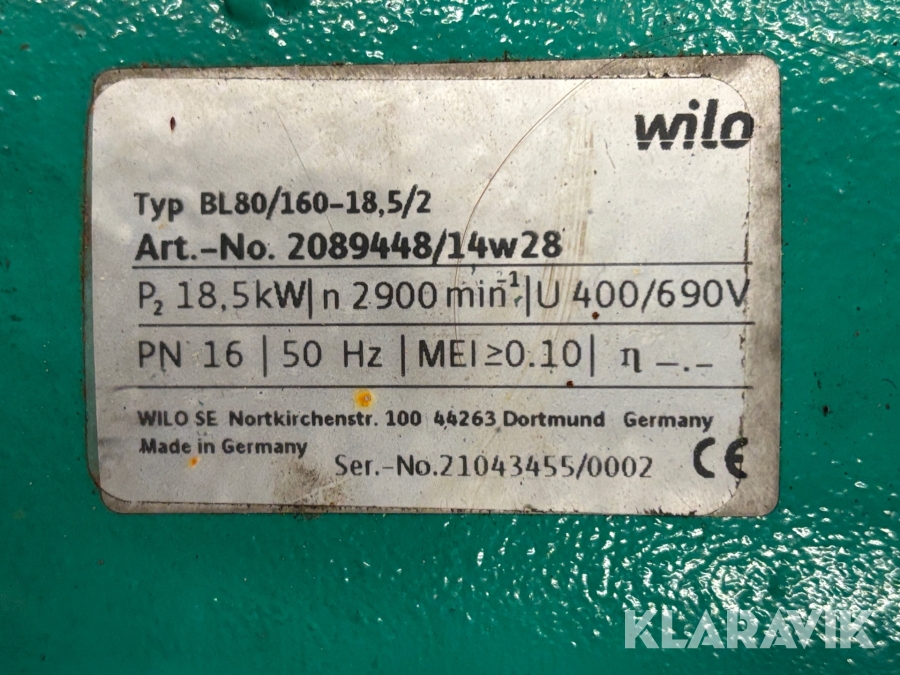 wilo
Typ BL80/160-18,5/2
Art.-No. 2089448/14w28
P₂ 18,5kW| n 2900 min⁻¹|U 400/690V
PN 16 | 50 Hz | MEI ≥0.10| η _._
WILO SE Nortkirchenstr. 100 44263 Dortmund Germany
Made in Germany
Ser.-No.21043455/0002 CE
KLARAVIK